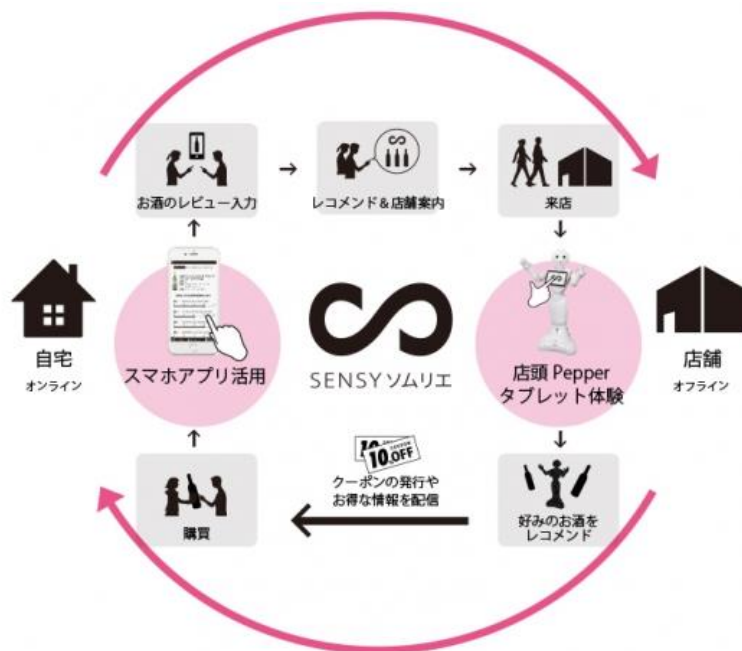 お酒のレビュー入力
レコメンド＆店舗案内
来店
自宅
オンライン
スマホアプリ活用
SENSYソムリエ
店頭 Pepper
タブレット体験
店舗
オフライン
10%OFF
クーポンの発行や
お得な情報を配信
購買
好みのお酒を
レコメンド